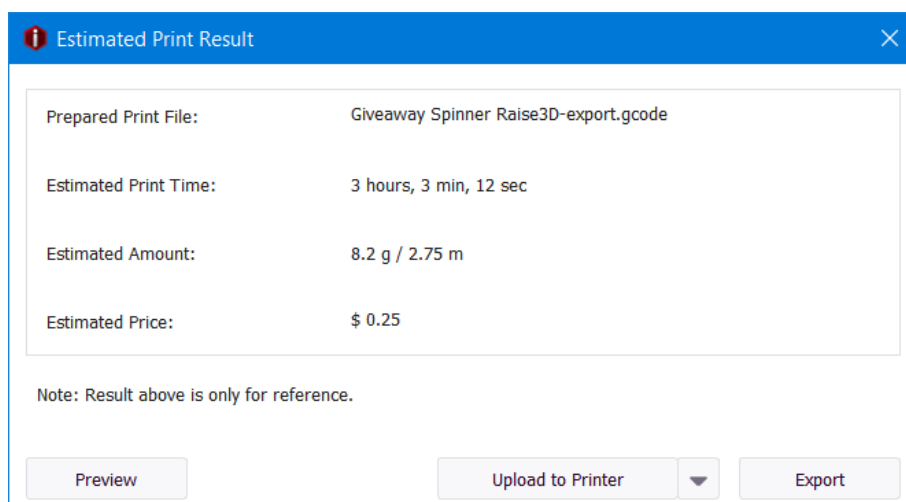 Estimated Print Result
Prepared Print File: Giveaway Spinner Raise3D-export.gcode
Estimated Print Time: 3 hours, 3 min, 12 sec
Estimated Amount: 8.2 g / 2.75 m
Estimated Price: $ 0.25
Note: Result above is only for reference.
Preview Upload to Printer Export